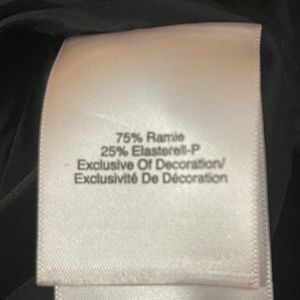 75% Ramie
25% Elasterell-P
Exclusive Of Decoration/
Exclusivité De Décoration